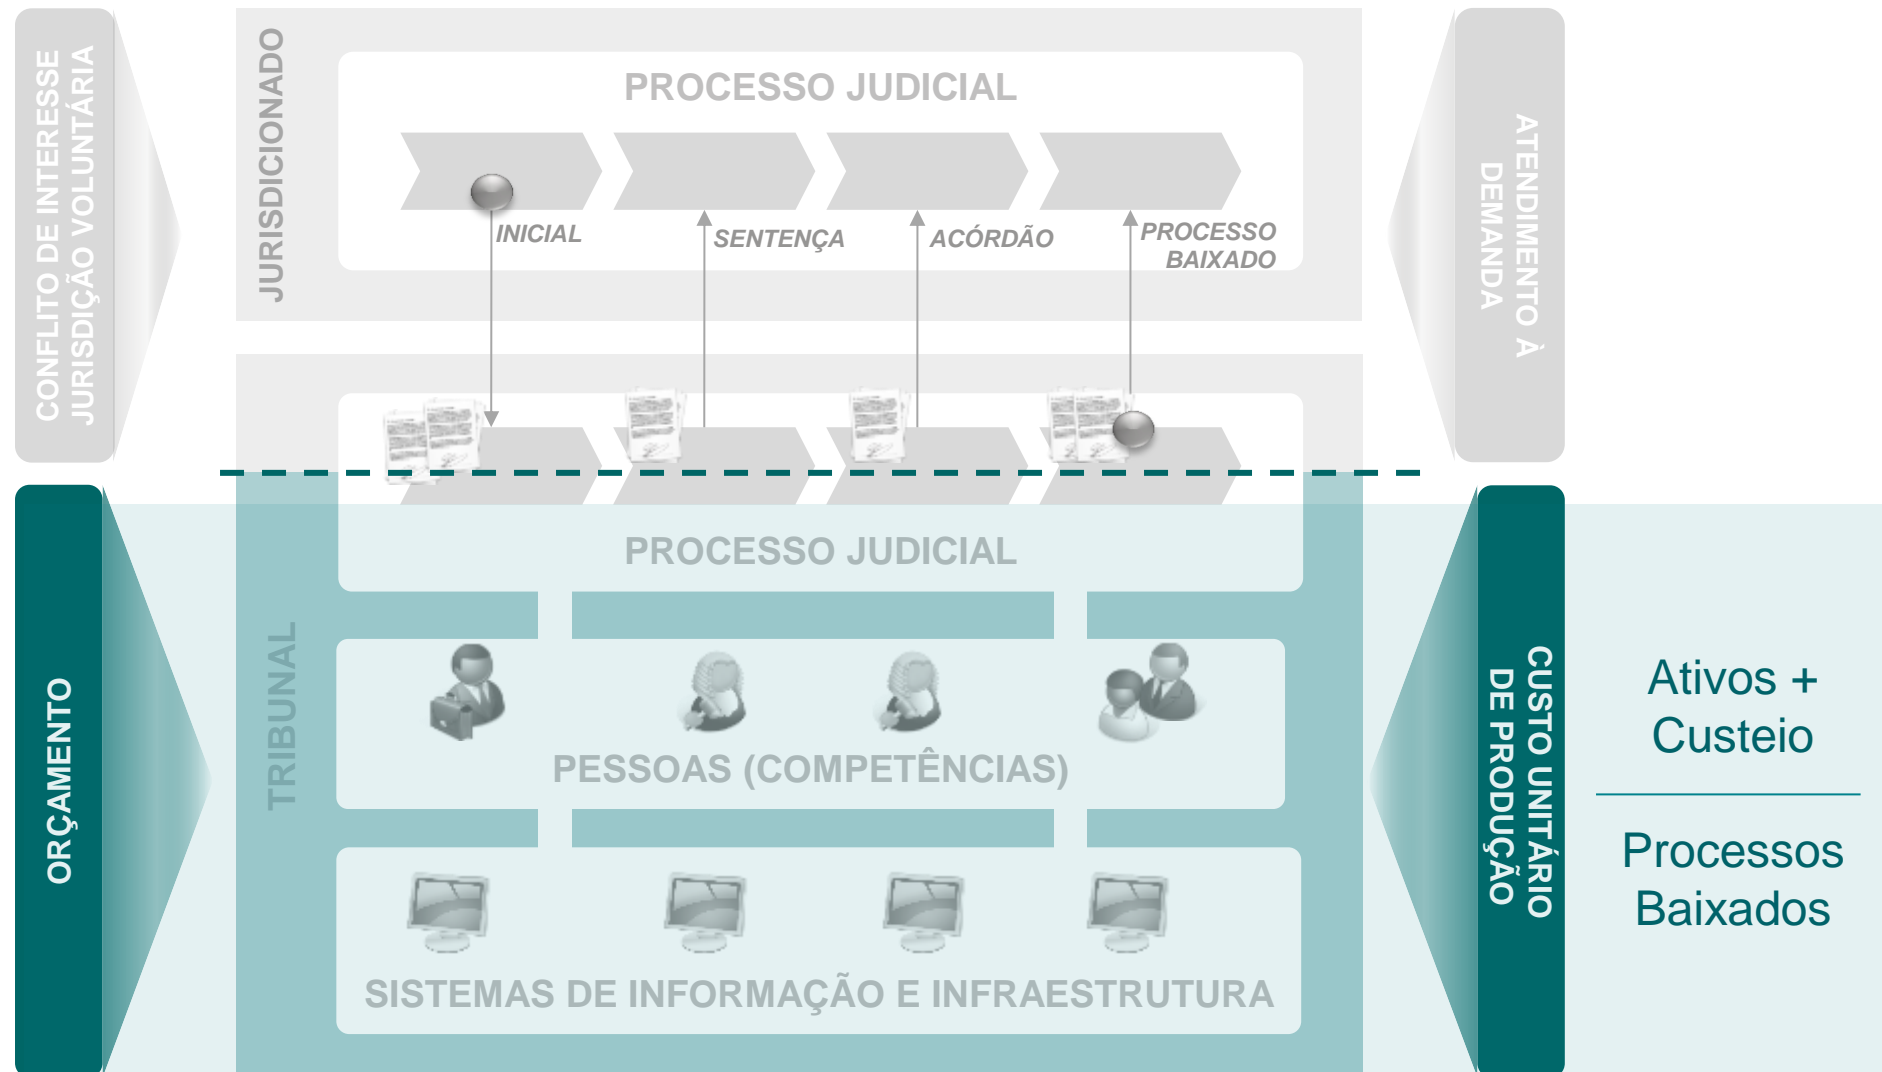 CONFLITO DE INTERESSE
JURISDIÇÃO VOLUNTÁRIA
JURISDICIONADO
PROCESSO JUDICIAL
INICIAL
SENTENÇA
ACÓRDÃO
PROCESSO
BAIXADO
ATENDIMENTO À
DEMANDA
ORÇAMENTO
TRIBUNAL
PROCESSO JUDICIAL
PESSOAS (COMPETÊNCIAS)
SISTEMAS DE INFORMAÇÃO E INFRAESTRUTURA
CUSTO UNITÁRIO
DE PRODUÇÃO
Ativos +
Custeio
Processos
Baixados